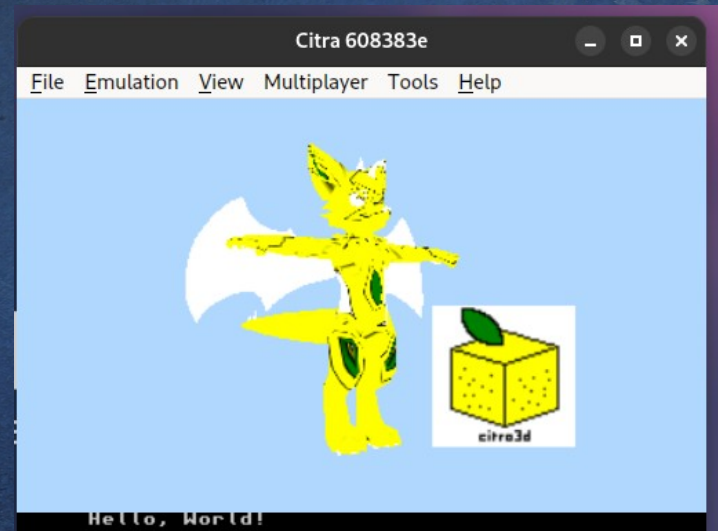 Citra 608383e
File Emulation View Multiplayer Tools Help
citro3d
Hello, World!